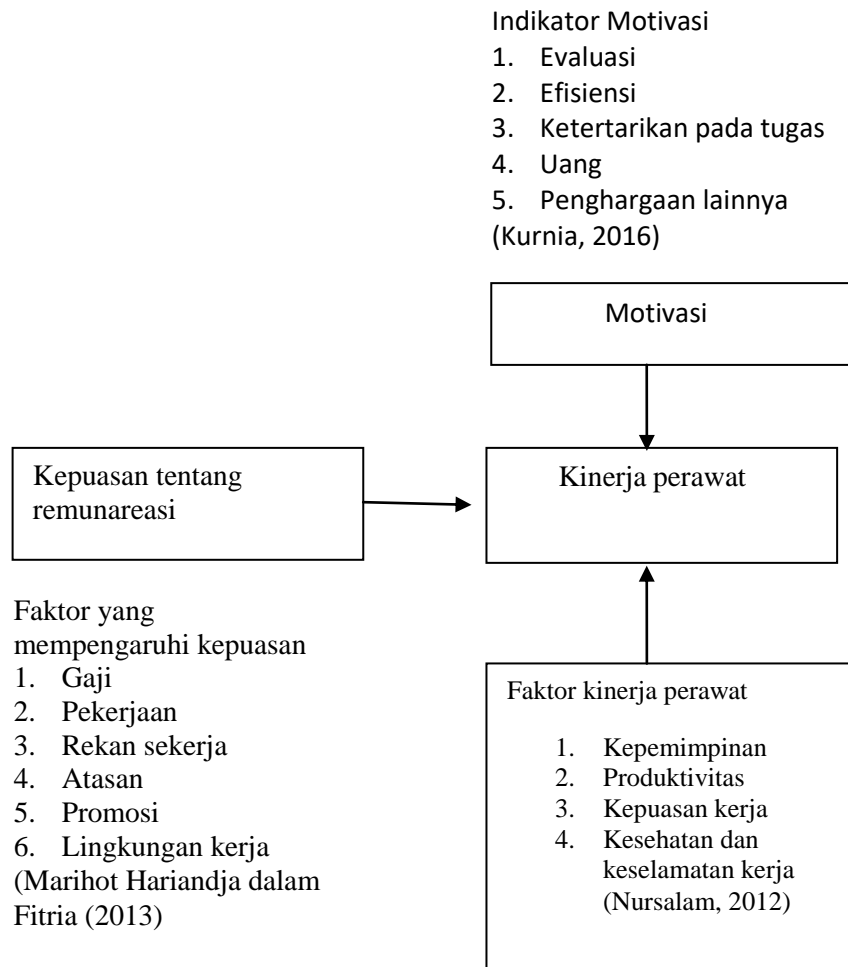 Indikator Motivasi
1. Evaluasi
2. Efisiensi
3. Ketertarikan pada tugas
4. Uang
5. Penghargaan lainnya
(Kurnia, 2016)
Motivasi
Kepuasan tentang
remunareasi
Kinerja perawat
Faktor yang
mempengaruhi kepuasan
1. Gaji
2. Pekerjaan
3. Rekan sekerja
4. Atasan
5. Promosi
6. Lingkungan kerja
(Marihot Hariandja dalam
Fitria (2013)
Faktor kinerja perawat
1. Kepemimpinan
2. Produktivitas
3. Kepuasan kerja
4. Kesehatan dan
keselamatan kerja
(Nursalam, 2012)